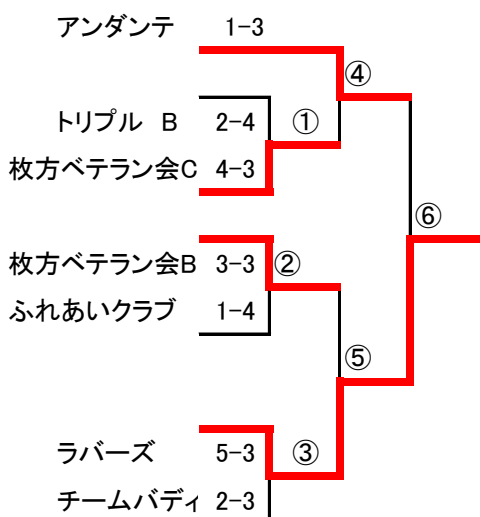 アンダンテ 1-3
④
トリプル B 2-4 ①
枚方ベテラン会C 4-3
⑥
枚方ベテラン会B 3-3 ②
ふれあいクラブ 1-4
⑤
ラバーズ 5-3 ③
チームバディ 2-3